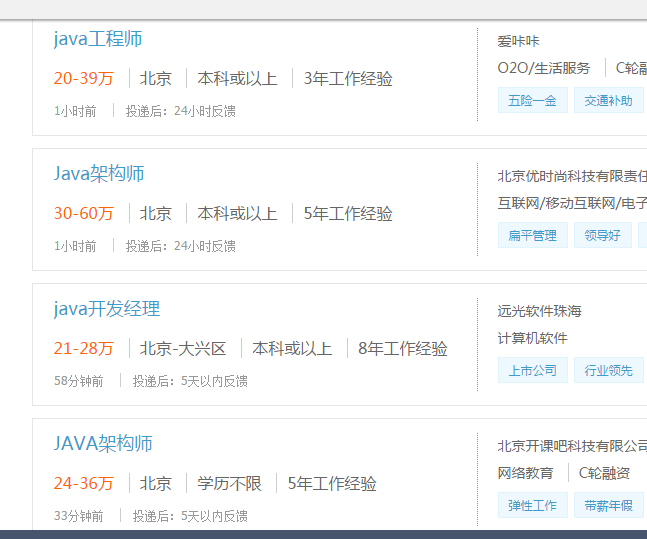 java工程师
20-39万 北京 本科或以上 3年工作经验
1小时前 投递后：24小时反馈
爱咔咔
O2O/生活服务 C轮融
五险一金 交通补助
Java架构师
30-60万 北京 本科或以上 5年工作经验
1小时前 投递后：24小时反馈
北京优时尚科技有限责任
互联网/移动互联网/电子
扁平管理 领导好
java开发经理
21-28万 北京-大兴区 本科或以上 8年工作经验
58分钟前 投递后：5天以内反馈
远光软件珠海
计算机软件
上市公司 行业领先
JAVA架构师
24-36万 北京 学历不限 5年工作经验
33分钟前 投递后：5天以内反馈
北京开课吧科技有限公司
网络教育 C轮融资
弹性工作 带薪年假